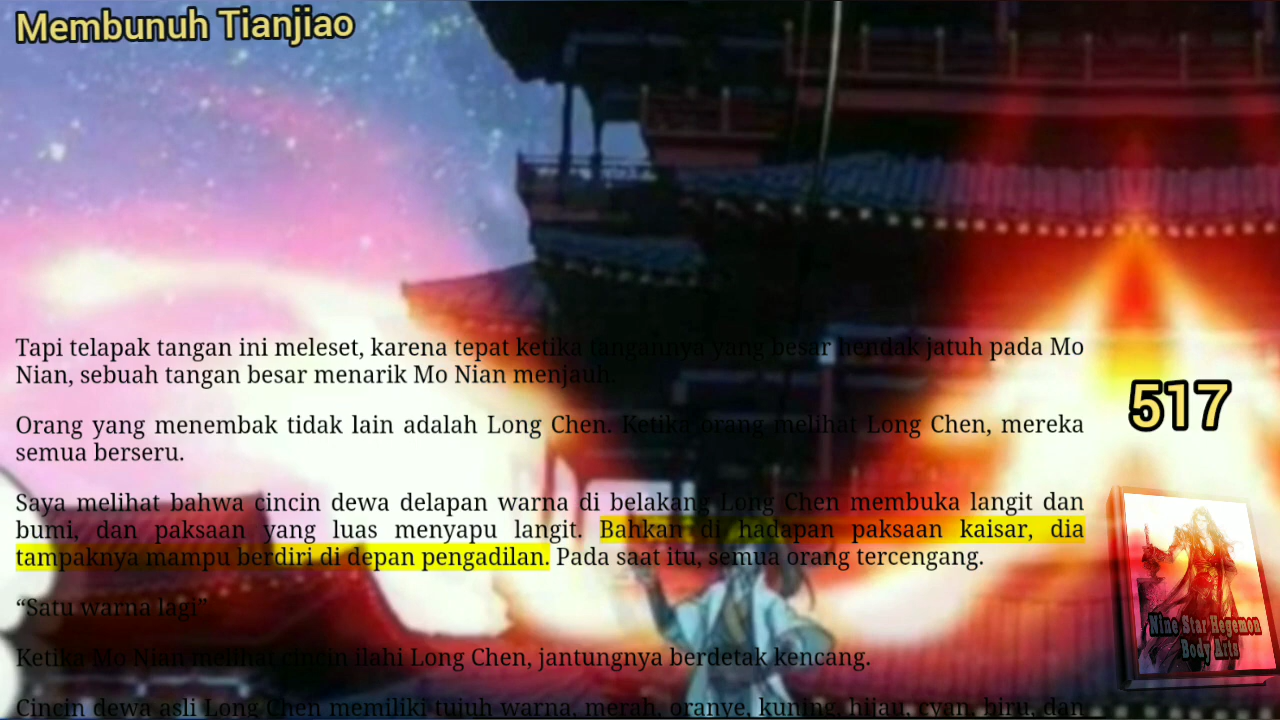 Membunuh Tianjiao
Tapi telapak tangan ini meleset, karena tepat ketika tangannya yang besar hendak jatuh pada Mo
Nian, sebuah tangan besar menarik Mo Nian menjauh.
Orang yang menembak tidak lain adalah Long Chen. Ketika orang melihat Long Chen, mereka
semua berseru.
517
Saya melihat bahwa cincin dewa delapan warna di belakang Long Chen membuka langit dan
bumi, dan paksaan yang luas menyapu langit. Bahkan di hadapan paksaan kaisar, dia
tampaknya mampu berdiri di depan pengadilan. Pada saat itu, semua orang tercengang.
“Satu warna lagi”
Ketika Mo Nian melihat cincin ilahi Long Chen, jantungnya berdetak kencang.
Cincin dewa asli Long Chen memiliki tujuh warna, merah, oranye, kuning, hijau, cyan, biru, dan
Nine Star Hegemon
Body Arts